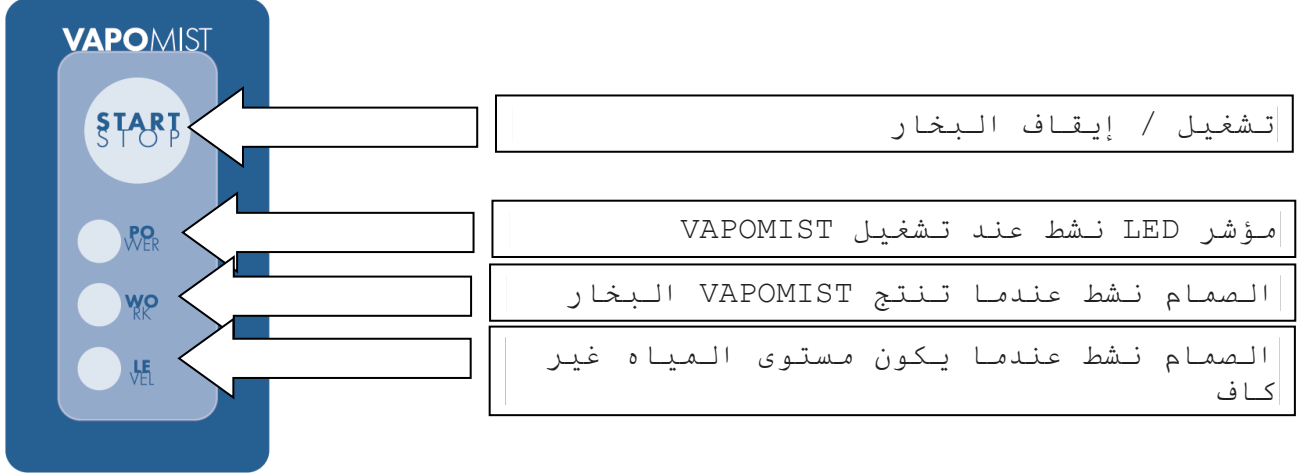 VAPOMIST
START
STOP
تشغيل / إيقاف البخار
PO
WER
مؤشر LED نشط عند تشغيل VAPOMIST
WO
RK
الصمام نشط عندما تنتج VAPOMIST البخار
LE
VEL
الصمام نشط عندما يكون مستوى المياه غير
كاف